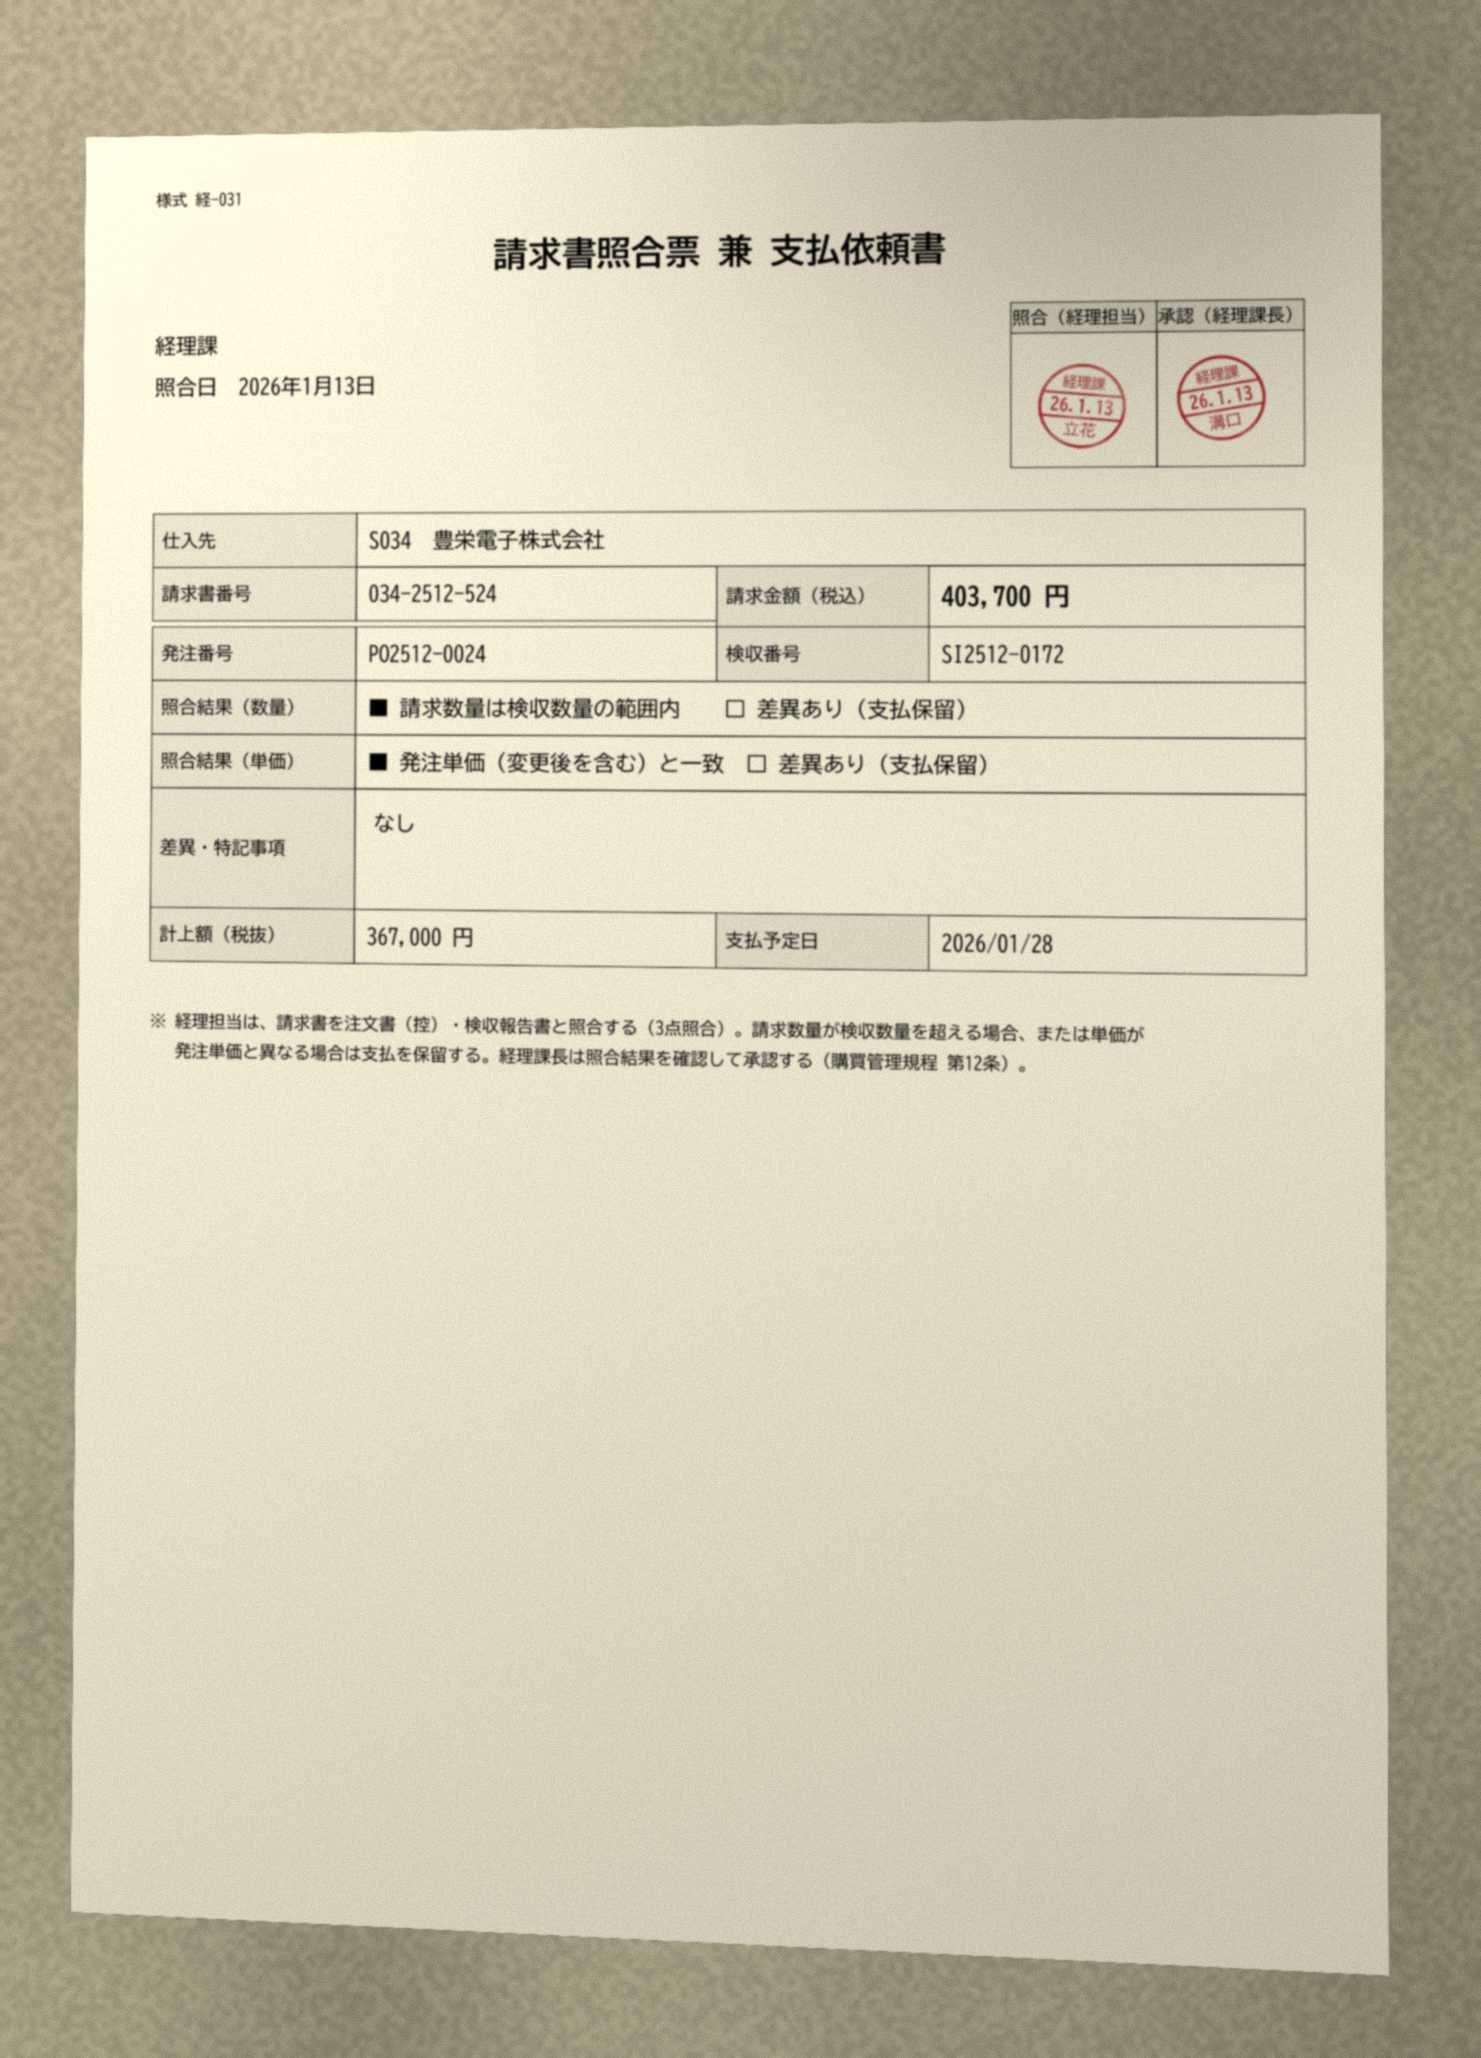 様式 経-031
請求書照合票 兼 支払依頼書
経理課
照合日 2026年1月13日
照合（経理担当） 承認（経理課長）
経理課
26.1.13
立花
経理課
26.1.13
溝口
仕入先 S034 豊栄電子株式会社
請求書番号 034-2512-524 請求金額（税込） 403,700 円
発注番号 PO2512-0024 検収番号 SI2512-0172
照合結果（数量） ■ 請求数量は検収数量の範囲内 □ 差異あり（支払保留）
照合結果（単価） ■ 発注単価（変更後を含む）と一致 □ 差異あり（支払保留）
差異・特記事項 なし
計上額（税抜） 367,000 円 支払予定日 2026/01/28
※ 経理担当は、請求書を注文書（控）・検収報告書と照合する（3点照合）。請求数量が検収数量を超える場合、または単価が
発注単価と異なる場合は支払を保留する。経理課長は照合結果を確認して承認する（購買管理規程 第12条）。